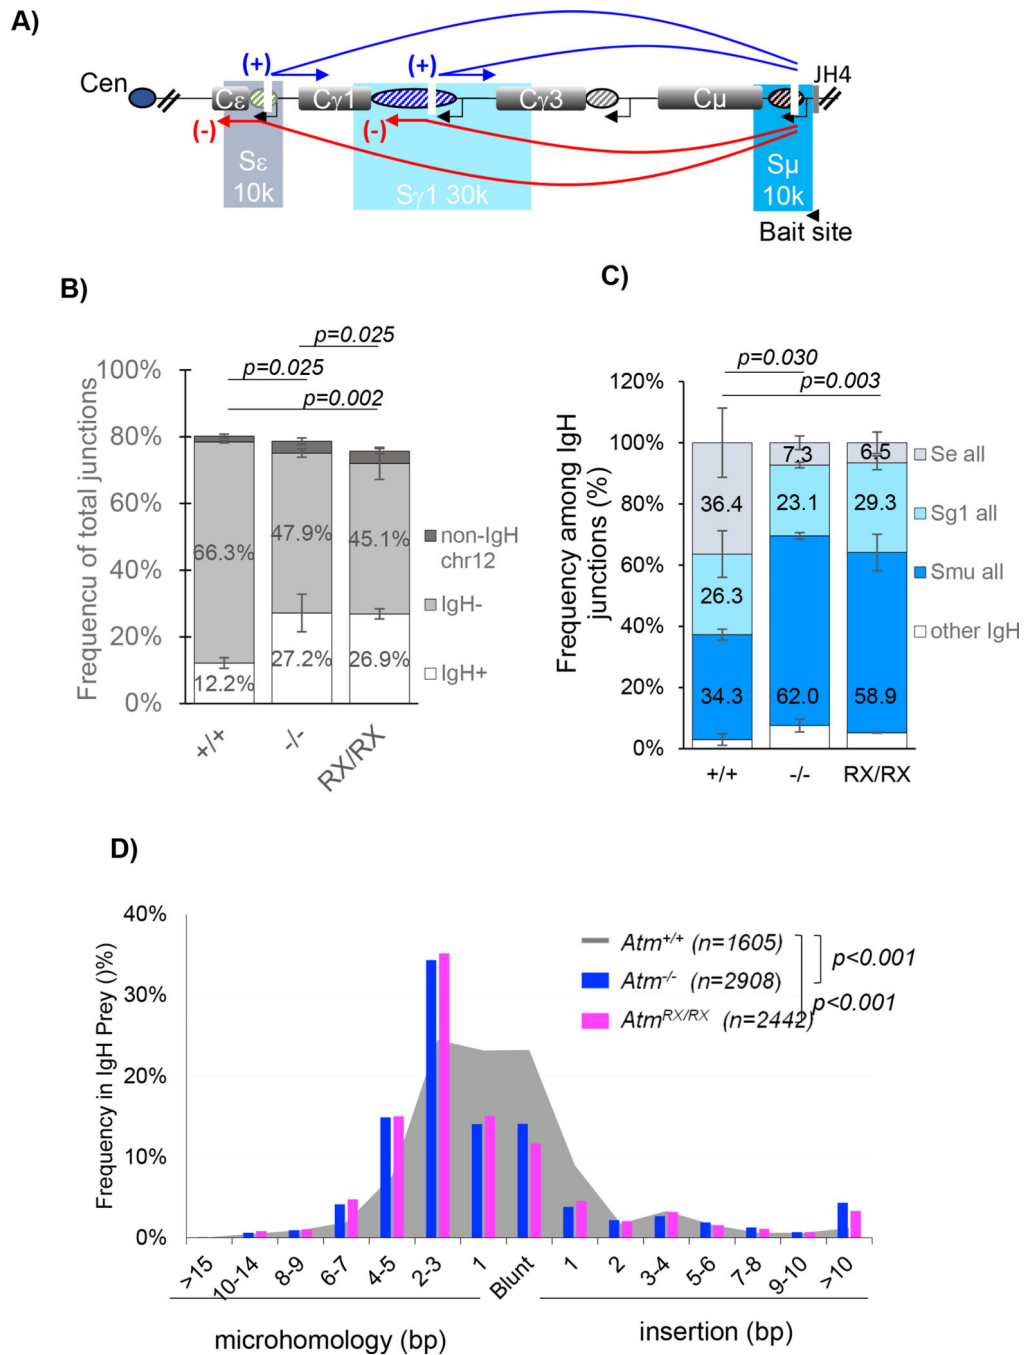 A)
(+)
(+)
JH4
Cen
Cε
Cγ1
Cγ3
Cμ
(-)
(-)
Sε
10k
Sγ1 30k
Sμ
10k
Bait site
B)
p=0.025
p=0.025
p=0.002
Frequencu of total junctions
100%
80%
60%
40%
20%
0%
66.3%
47.9%
45.1%
12.2%
27.2%
26.9%
non-IgH
chr12
IgH-
IgH+
+/+
-/-
RX/RX
C)
p=0.030
p=0.003
Frequency among IgH
junctions (%)
120%
100%
80%
60%
40%
20%
0%
36.4
7.3
6.5
26.3
23.1
29.3
34.3
62.0
58.9
Se all
Sg1 all
Smu all
other IgH
+/+
-/-
RX/RX
D)
Frequency in IgH Prey ()%)
40%
30%
20%
10%
0%
Atm+/+ (n=1605)
Atm-/- (n=2908)
AtmRX/RX (n=2442)
p<0.001
p<0.001
>15
10-14
8-9
6-7
4-5
2-3
1
Blunt
1
2
3-4
5-6
7-8
9-10
>10
microhomology (bp)
insertion (bp)